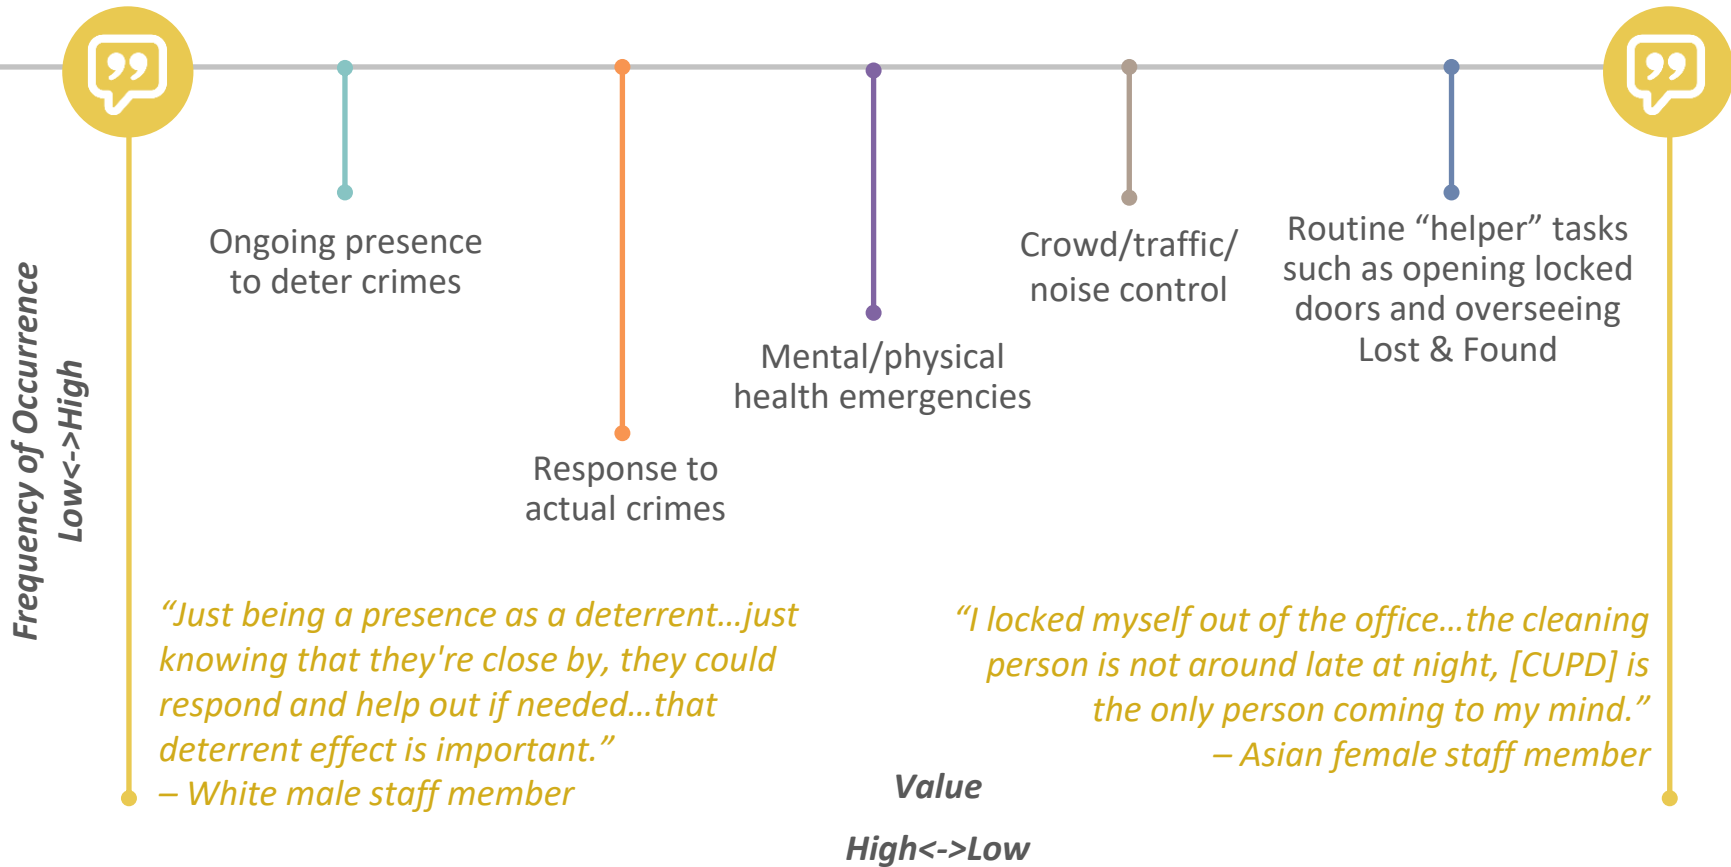 Frequency of Occurrence
Low<->High
Ongoing presence
to deter crimes
Response to
actual crimes
Mental/physical
health emergencies
Crowd/traffic/
noise control
Routine “helper” tasks
such as opening locked
doors and overseeing
Lost & Found
“Just being a presence as a deterrent…just
knowing that they're close by, they could
respond and help out if needed…that
deterrent effect is important.”
– White male staff member
“I locked myself out of the office…the cleaning
person is not around late at night, [CUPD] is
the only person coming to my mind.”
– Asian female staff member
Value
High<->Low